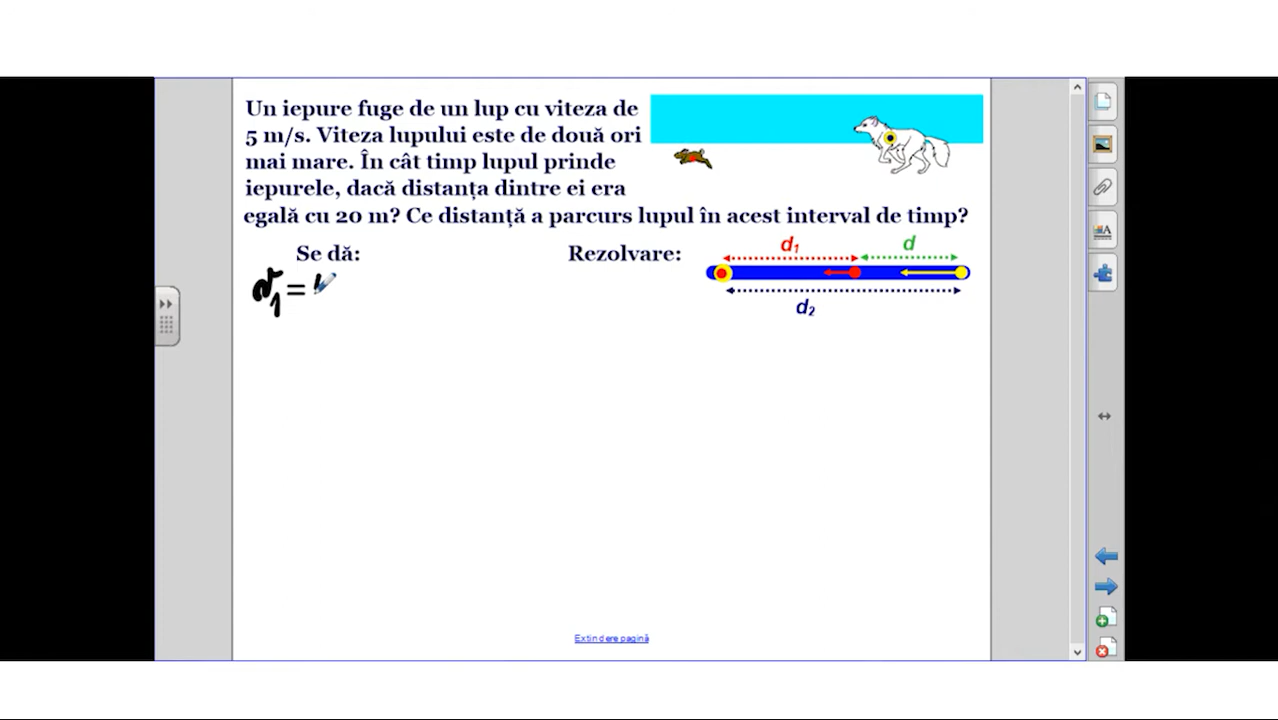 Un iepure fuge de un lup cu viteza de
5 m/s. Viteza lupului este de două ori
mai mare. În cât timp lupul prinde
iepurele, dacă distanța dintre ei era
egală cu 20 m? Ce distanță a parcurs lupul în acest interval de timp?
Se dă:
Rezolvare:
d₁
d
d₂
Extindere pagină